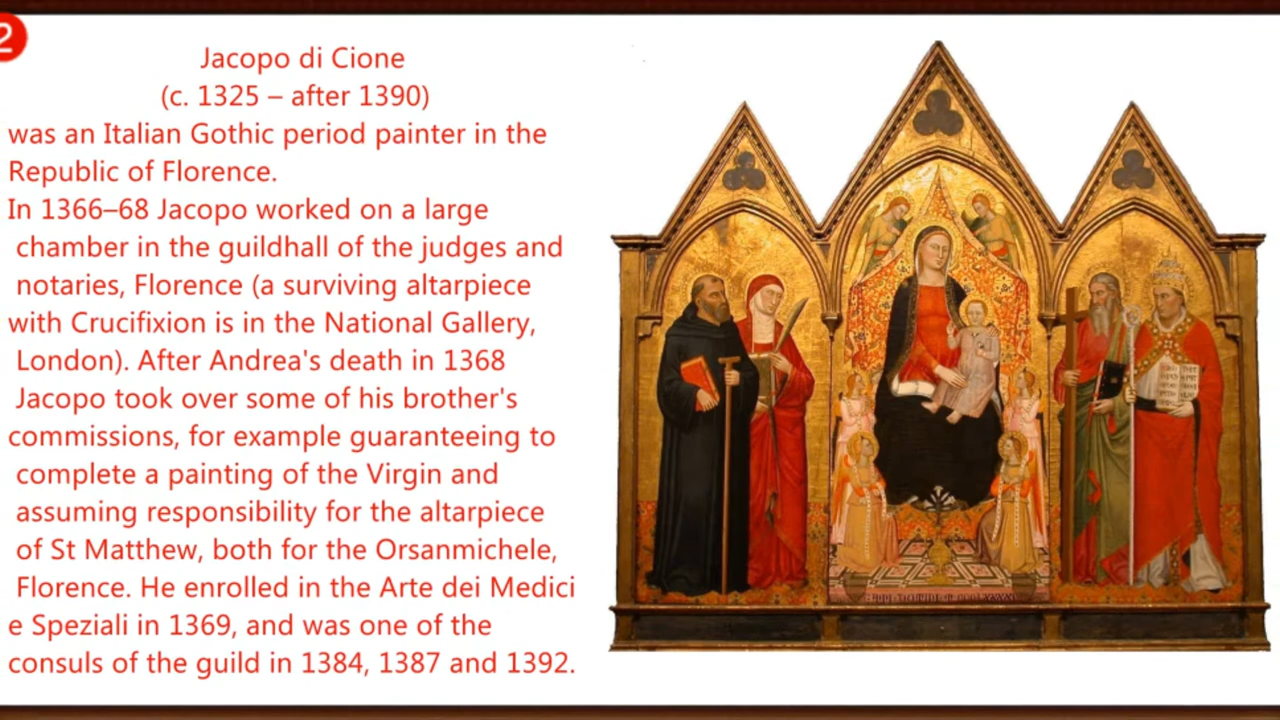 2
Jacopo di Cione
(c. 1325 – after 1390)
was an Italian Gothic period painter in the
Republic of Florence.
In 1366–68 Jacopo worked on a large
chamber in the guildhall of the judges and
notaries, Florence (a surviving altarpiece
with Crucifixion is in the National Gallery,
London). After Andrea's death in 1368
Jacopo took over some of his brother's
commissions, for example guaranteeing to
complete a painting of the Virgin and
assuming responsibility for the altarpiece
of St Matthew, both for the Orsanmichele,
Florence. He enrolled in the Arte dei Medici
e Speziali in 1369, and was one of the
consuls of the guild in 1384, 1387 and 1392.